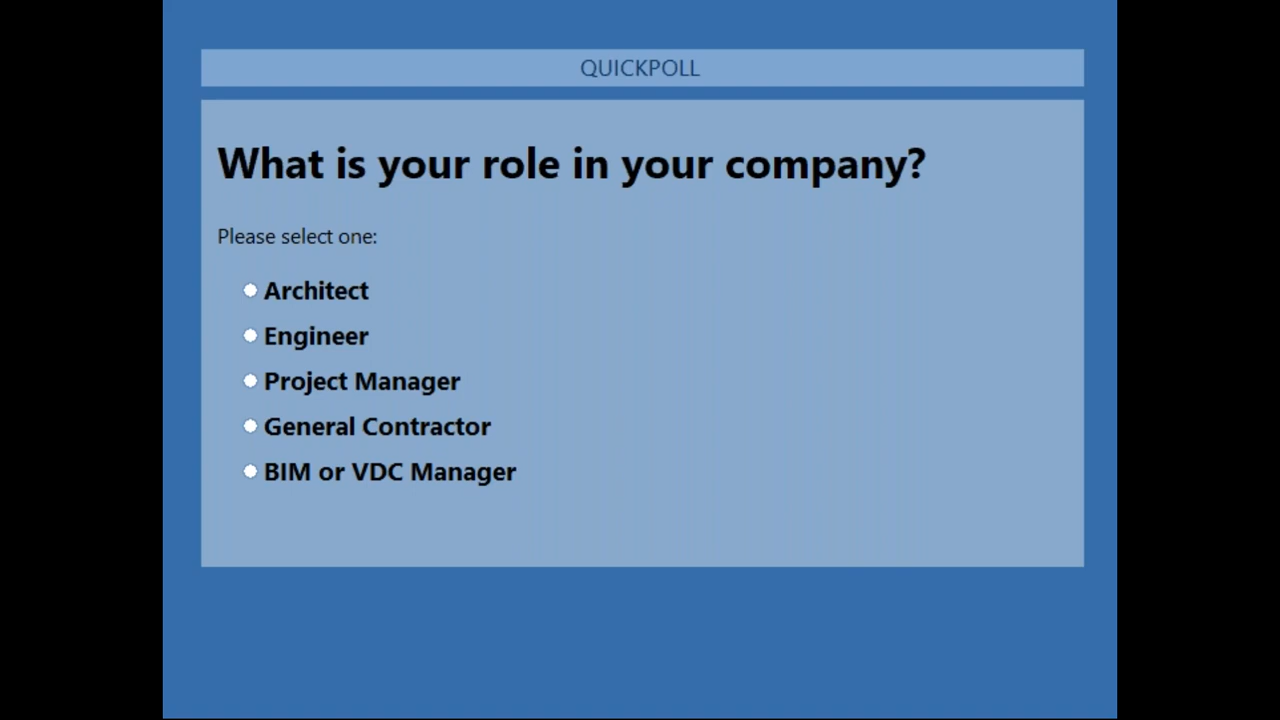 QUICKPOLL
What is your role in your company?
Please select one:
Architect
Engineer
Project Manager
General Contractor
BIM or VDC Manager